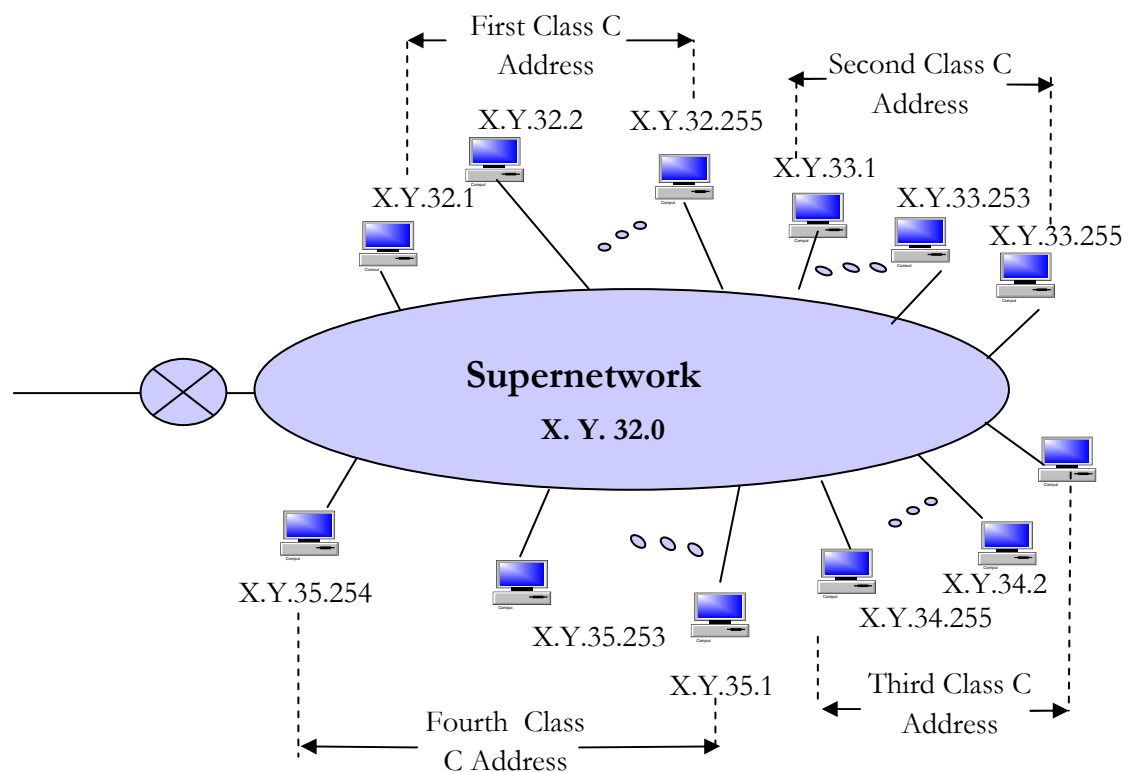 First Class C
Address
Second Class C
Address
X.Y.32.2
X.Y.32.255
X.Y.33.1
X.Y.32.1
X.Y.33.253
X.Y.33.255
Supernetwork
X. Y. 32.0
X.Y.35.254
X.Y.35.253
X.Y.35.1
X.Y.34.2
X.Y.34.255
Third Class C
Address
Fourth Class
C Address